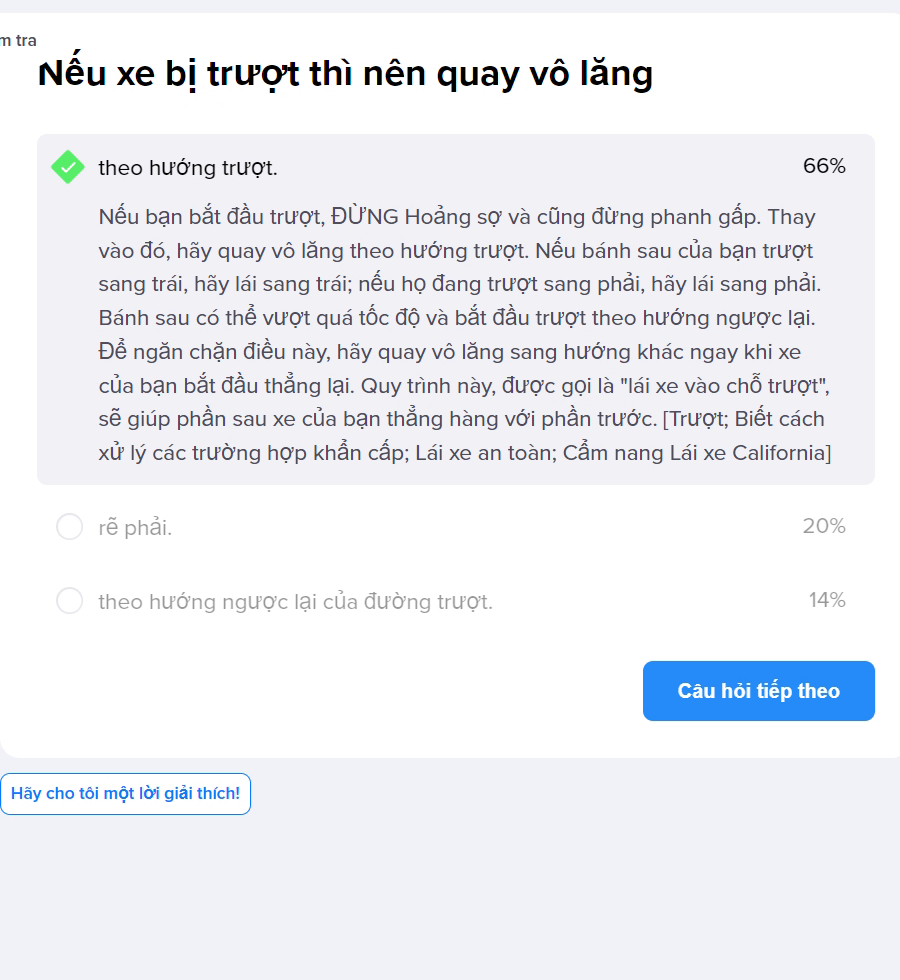 m tra
Nếu xe bị trượt thì nên quay vô lăng
theo hướng trượt.
66%
Nếu bạn bắt đầu trượt, ĐỪNG Hoảng sợ và cũng đừng phanh gấp. Thay
vào đó, hãy quay vô lăng theo hướng trượt. Nếu bánh sau của bạn trượt
sang trái, hãy lái sang trái; nếu họ đang trượt sang phải, hãy lái sang phải.
Bánh sau có thể vượt quá tốc độ và bắt đầu trượt theo hướng ngược lại.
Để ngăn chặn điều này, hãy quay vô lăng sang hướng khác ngay khi xe
của bạn bắt đầu thẳng lại. Quy trình này, được gọi là "lái xe vào chỗ trượt",
sẽ giúp phần sau xe của bạn thẳng hàng với phần trước. [Trượt; Biết cách
xử lý các trường hợp khẩn cấp; Lái xe an toàn; Cẩm nang Lái xe California]
rẽ phải.
20%
theo hướng ngược lại của đường trượt.
14%
Câu hỏi tiếp theo
Hãy cho tôi một lời giải thích!